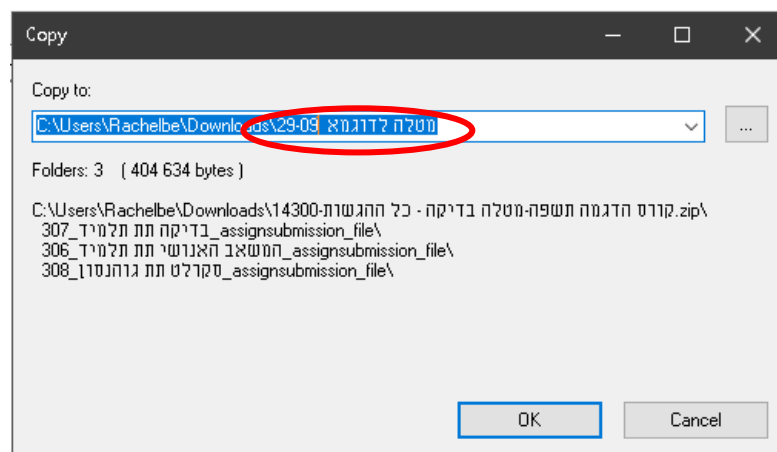 Copy
Copy to:
C:\Users\Rachelbe\Downloads\29-09 מטלה לדוגמא
...
Folders: 3 ( 404 634 bytes )
C:\Users\Rachelbe\Downloads\14300-קורס הדגמה תשפה-מטלה בדיקה - כל ההגשות.zip\
307_בדיקה תת תלמיד_assignsubmission_file\
306_המשאב האנושי תת תלמיד_assignsubmission_file\
308_סקרלט תת גוהנסון_assignsubmission_file\
OK
Cancel